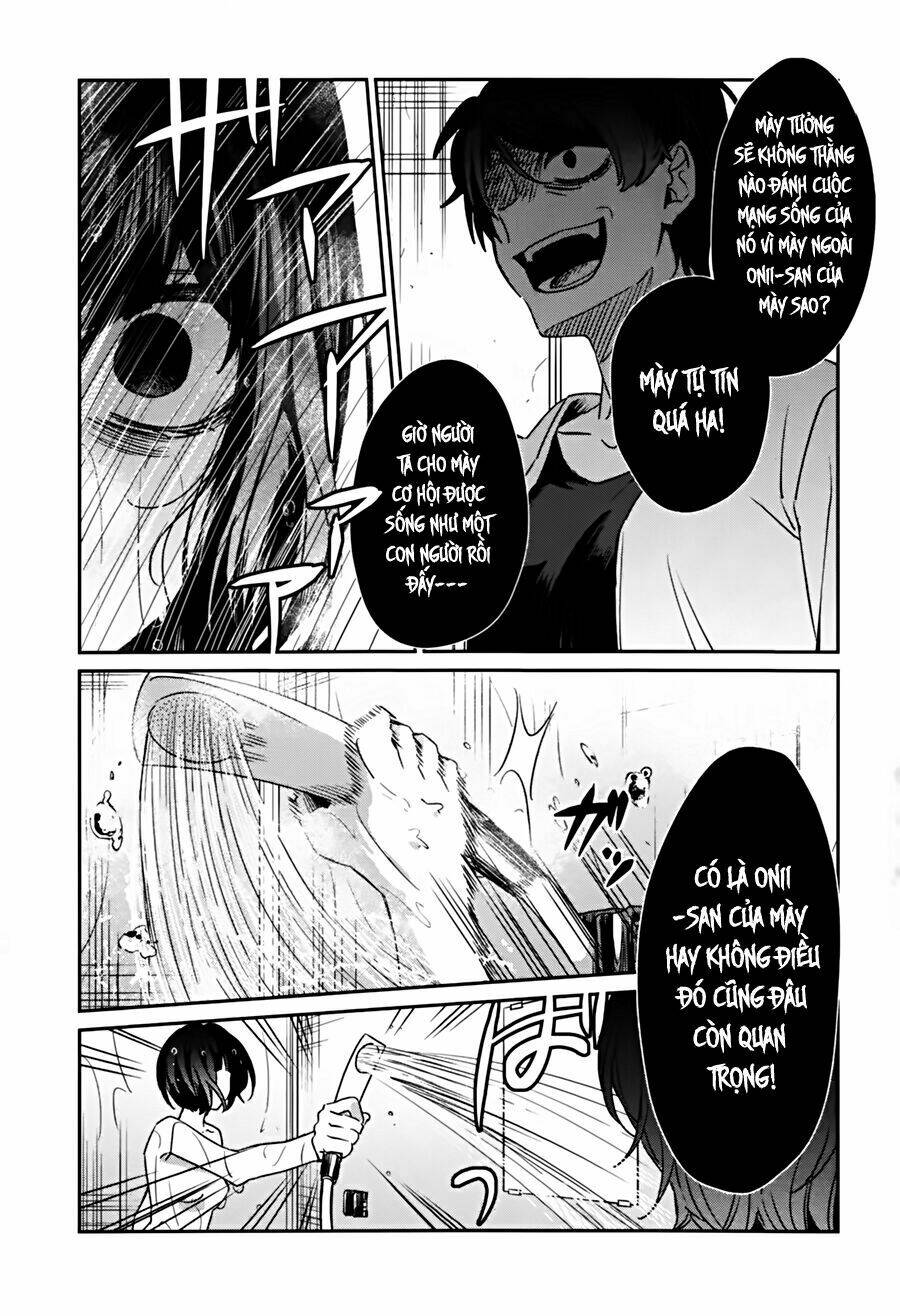 MÀY TƯỞNG
SẼ KHÔNG THẰNG
NÀO ĐÁNH CUỘC
MẠNG SỐNG CỦA
NÓ VÌ MÀY NGOÀI
ONII-SAN CỦA
MÀY SAO?
MÀY TỰ TIN
QUÁ HA!
GIỜ NGƯỜI
TA CHO MÀY
CƠ HỘI ĐƯỢC
SỐNG NHƯ MỘT
CON NGƯỜI RỒI
ĐẤY---
ガッ
CÓ LÀ ONII
-SAN CỦA MÀY
HAY KHÔNG ĐIỀU
ĐÓ CŨNG ĐÂU
CÒN QUAN
TRỌNG!